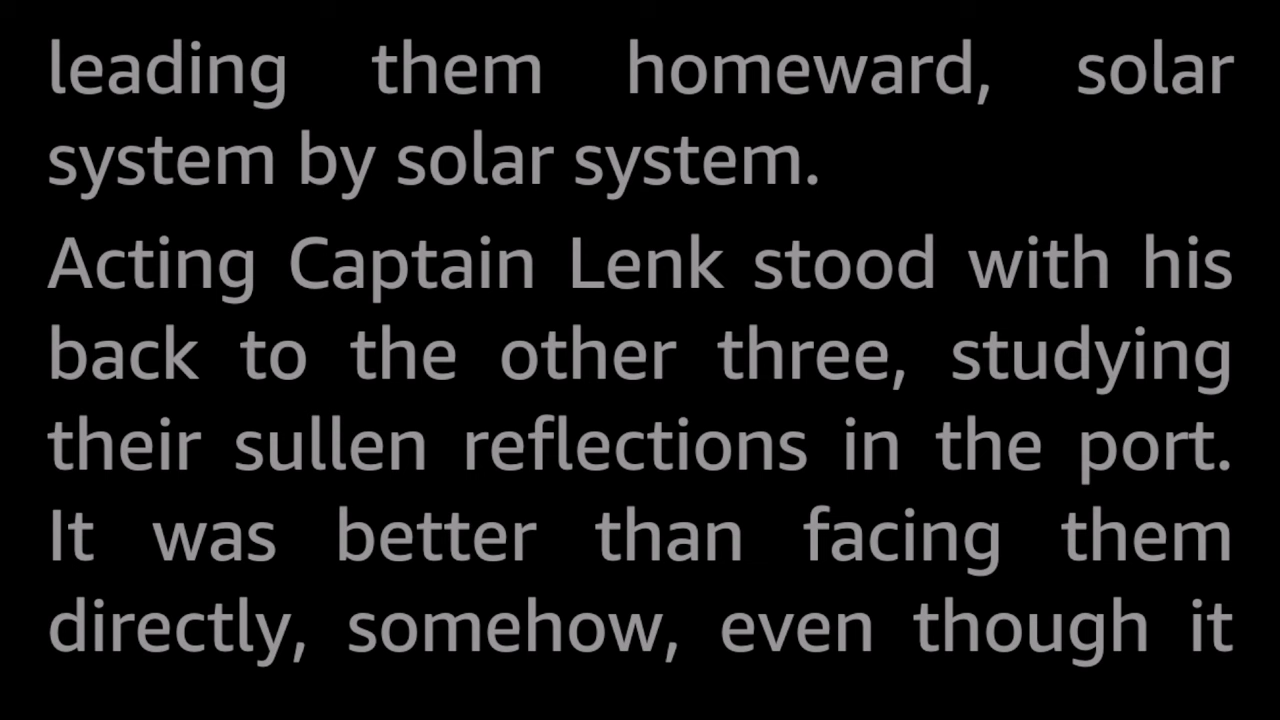 leading them homeward, solar
system by solar system.
Acting Captain Lenk stood with his
back to the other three, studying
their sullen reflections in the port.
It was better than facing them
directly, somehow, even though it